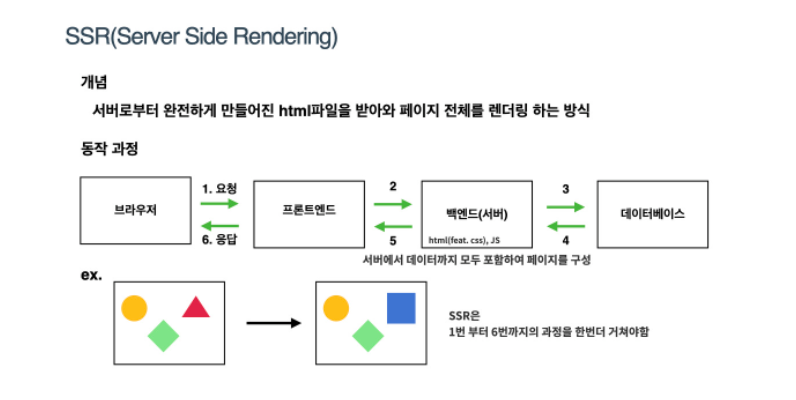 SSR(Server Side Rendering)
개념
서버로부터 완전하게 만들어진 html파일을 받아와 페이지 전체를 렌더링 하는 방식
동작 과정
브라우저
1. 요청
6. 응답
프론트엔드
2
5
백엔드(서버)
html(feat. css), JS
3
4
데이터베이스
서버에서 데이터까지 모두 포함하여 페이지를 구성
ex.
SSR은
1번 부터 6번까지의 과정을 한번더 거쳐야함